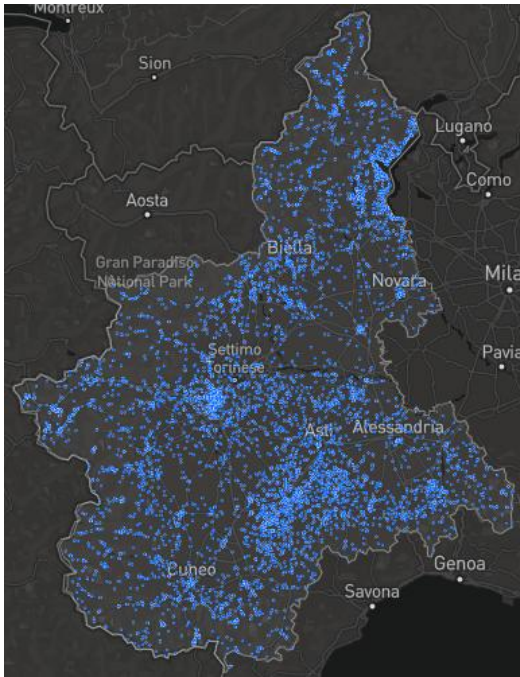 Montreux
Sion
Lugano
Como
Aosta
Biella
Gran Paradiso
National Park
Novara
Mila
Pavia
Settimo
Torinese
Asti
Alessandria
Cuneo
Genoa
Savona